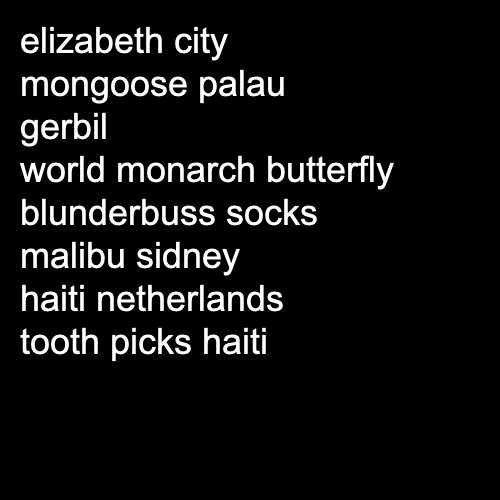 elizabeth city
mongoose palau
gerbil
world monarch butterfly
blunderbuss socks
malibu sidney
haiti netherlands
tooth picks haiti